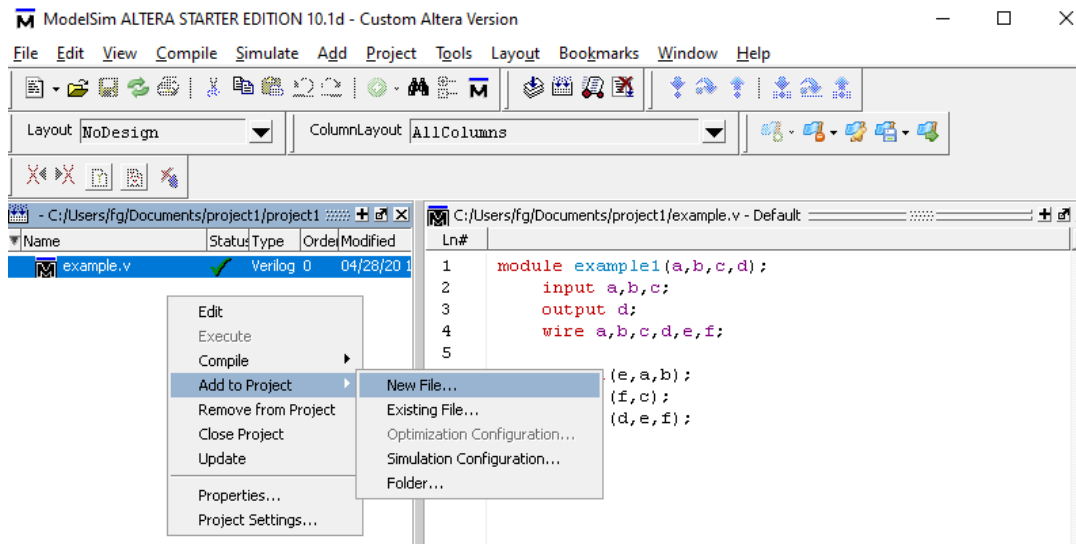 ModelSim ALTERA STARTER EDITION 10.1d - Custom Altera Version
File Edit View Compile Simulate Add Project Tools Layout Bookmarks Window Help
Layout NoDesign ColumnLayout AllColumns
- C:/Users/fg/Documents/project1/project1
Name Status Type Order Modified
example.v Verilog 0 04/28/20 1
Edit
Execute
Compile
Add to Project
Remove from Project
Close Project
Update
Properties...
Project Settings...
New File...
Existing File...
Optimization Configuration...
Simulation Configuration...
Folder...
C:/Users/fg/Documents/project1/example.v - Default
Ln#
1 module example1(a,b,c,d);
2 input a,b,c;
3 output d;
4 wire a,b,c,d,e,f;
5
(e,a,b);
(f,c);
(d,e,f);